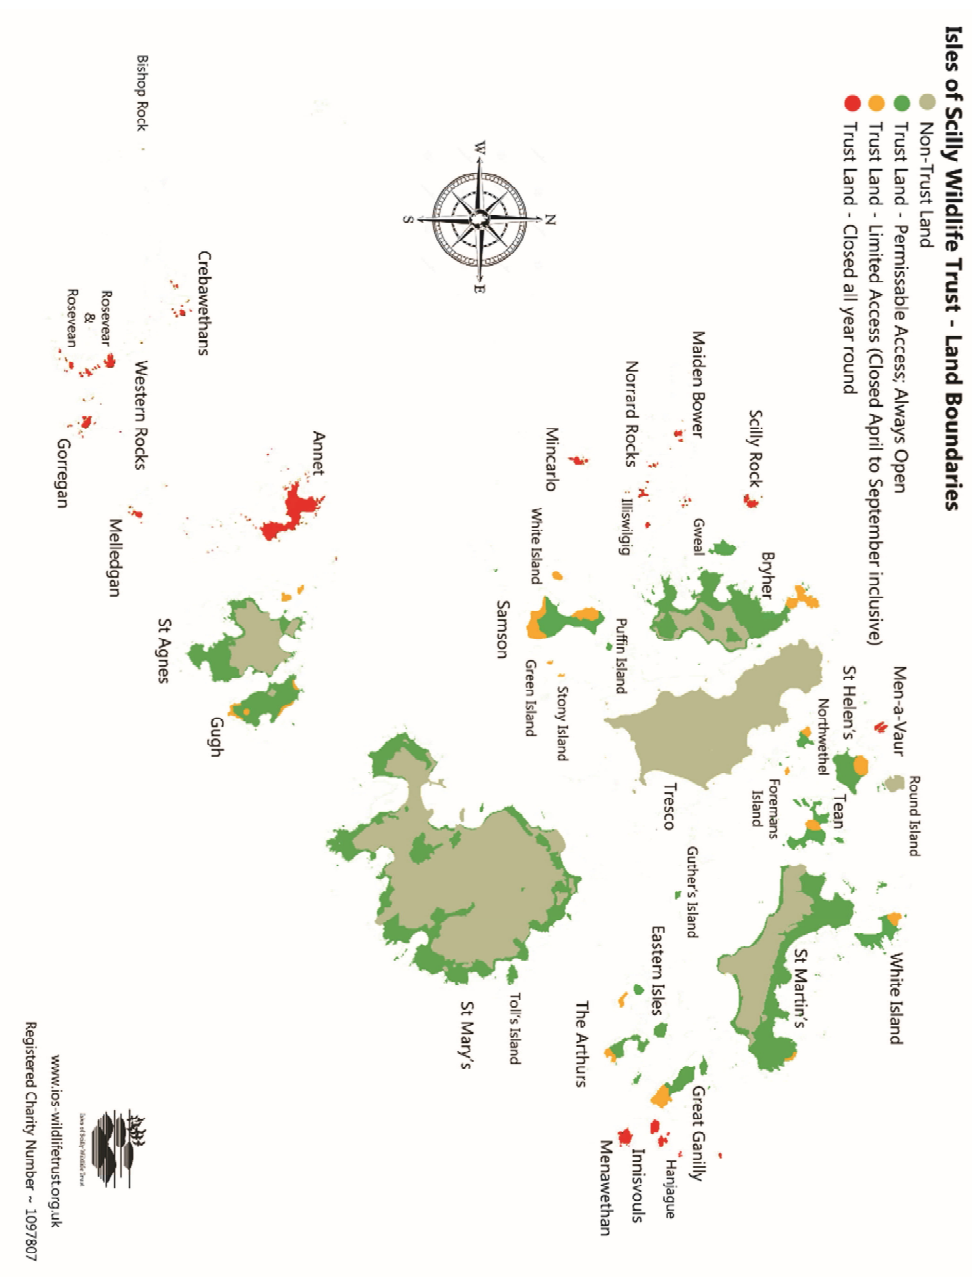 Isles of Scilly Wildlife Trust - Land Boundaries
Non-Trust Land
Trust Land - Permissable Access; Always Open
Trust Land - Limited Access (Closed April to September inclusive)
Trust Land - Closed all year round
N
W
E
S
Men-a-Vaur
Round Island
St Helen's
Northwethel
Foremans
Island
Tean
White Island
St Martin's
Scilly Rock
Bryher
Gweal
Maiden Bower
Norrard Rocks
Illiswilgig
Mincarlo
White Island
Samson
Puffin Island
Green Island
Stony Island
Tresco
Guther's Island
Eastern Isles
Great Ganilly
The Arthurs
Hanjague
Innisvouls
Menawethan
Toll's Island
St Mary's
Annet
St Agnes
Gugh
Bishop Rock
Crebawethans
Western Rocks
Rosevear
&
Rosevean
Gorregan
Melledgan
Isles of Scilly Wildlife Trust
www.ios-wildlifetrust.org.uk
Registered Charity Number ~ 1097807